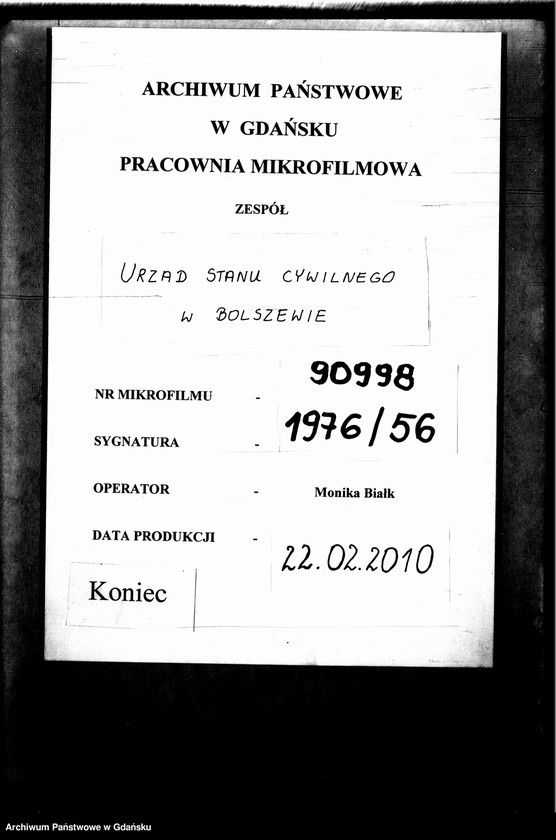 ARCHIWUM PAŃSTWOWE
W GDAŃSKU
PRACOWNIA MIKROFILMOWA
ZESPÓŁ
URZĄD STANU CYWILNEGO
W BOLSZEWIE
NR MIKROFILMU - 90998
SYGNATURA - 1976/56
OPERATOR - Monika Białk
DATA PRODUKCJI - 22.02.2010
Koniec
Archiwum Państwowe w Gdańsku